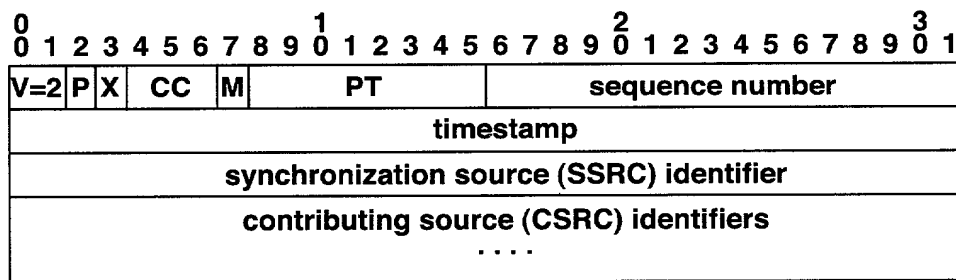 0 1 2 3
0 1 2 3 4 5 6 7 8 9 0 1 2 3 4 5 6 7 8 9 0 1 2 3 4 5 6 7 8 9 0 1
V=2 P X CC M PT sequence number
timestamp
synchronization source (SSRC) identifier
contributing source (CSRC) identifiers
. . . .